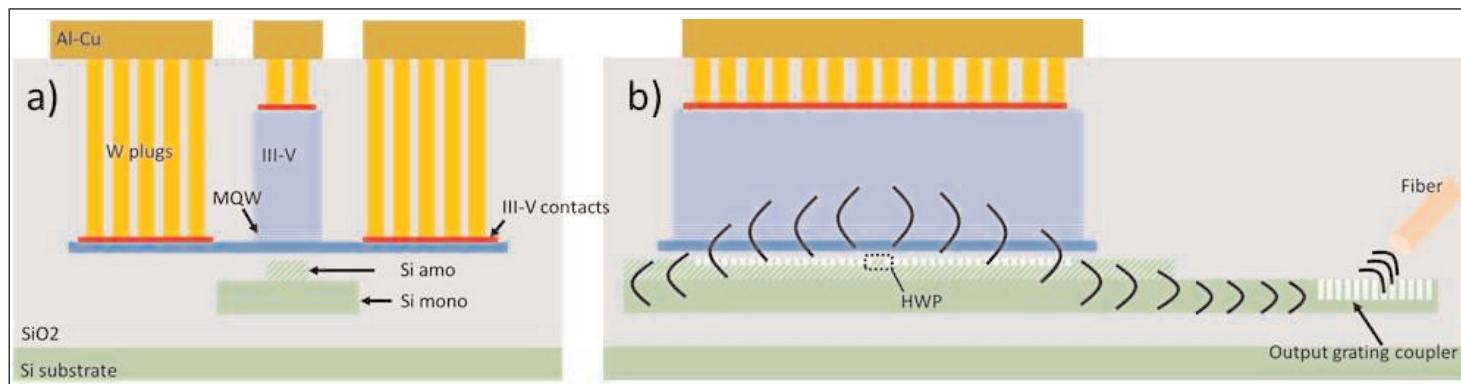 Al-Cu
a)
W plugs
III-V
MQW
III-V contacts
Si amo
Si mono
SiO2
Si substrate
b)
Fiber
HWP
Output grating coupler